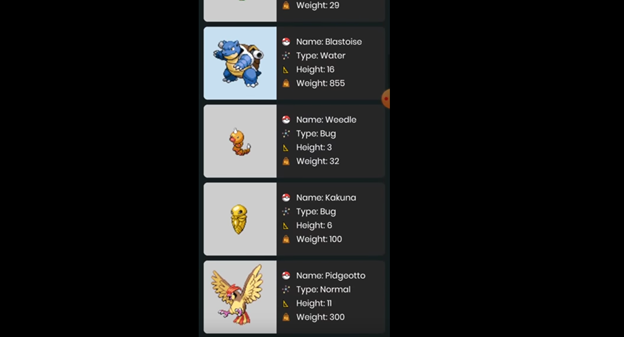 Weight: 29
Name: Blastoise
Type: Water
Height: 16
Weight: 855
Name: Weedle
Type: Bug
Height: 3
Weight: 32
Name: Kakuna
Type: Bug
Height: 6
Weight: 100
Name: Pidgeotto
Type: Normal
Height: 11
Weight: 300